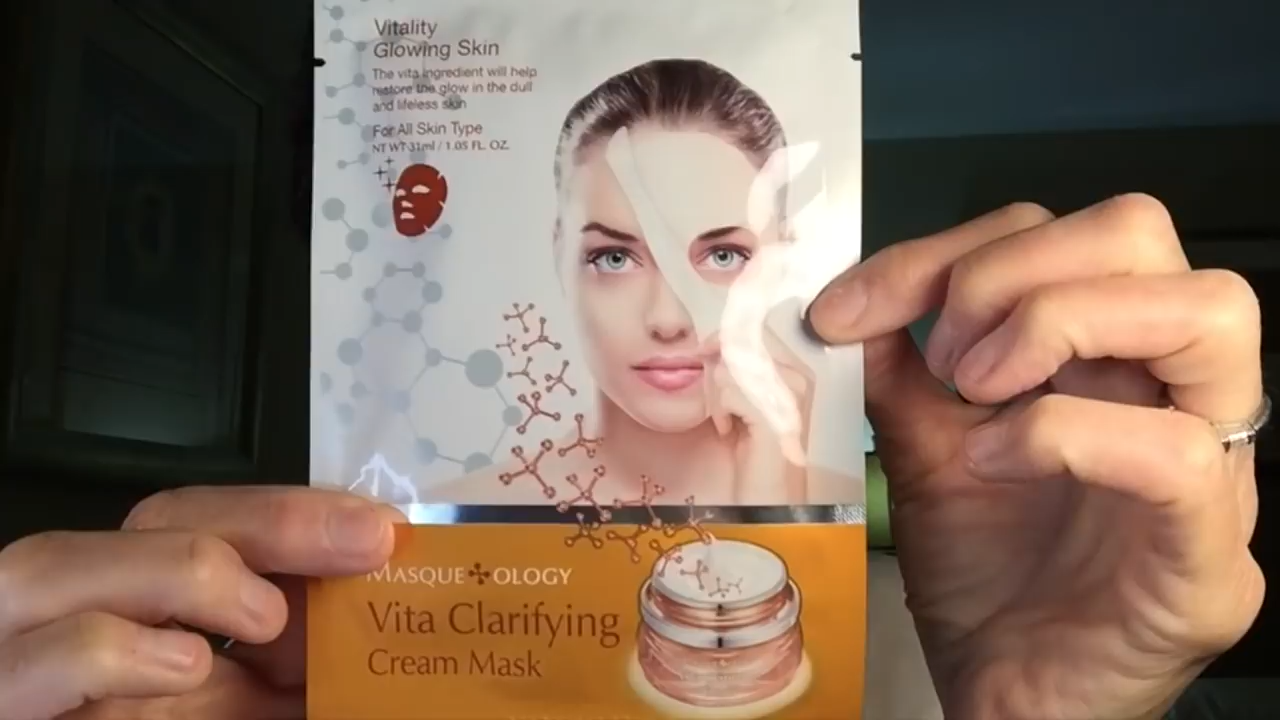 Vitality
Glowing Skin
The vita ingredient will help
restore the glow in the dull
and lifeless skin
For All Skin Type
NT WT 31ml / 1.05 FL. OZ.
MASQUE OLOGY
Vita Clarifying
Cream Mask